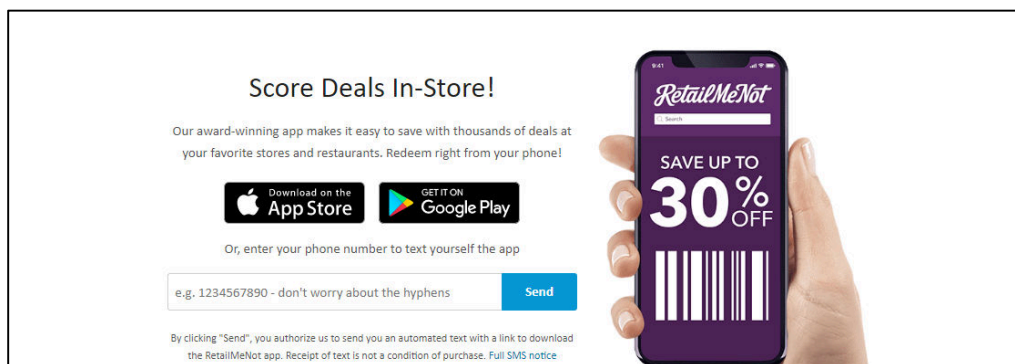 Score Deals In-Store!
Our award-winning app makes it easy to save with thousands of deals at
your favorite stores and restaurants. Redeem right from your phone!
Download on the
App Store
GET IT ON
Google Play
Or, enter your phone number to text yourself the app
e.g. 1234567890 - don't worry about the hyphens
Send
By clicking "Send", you authorize us to send you an automated text with a link to download
the RetailMeNot app. Receipt of text is not a condition of purchase. Full SMS notice
9:41
RetailMeNot
Search
SAVE UP TO
30% OFF